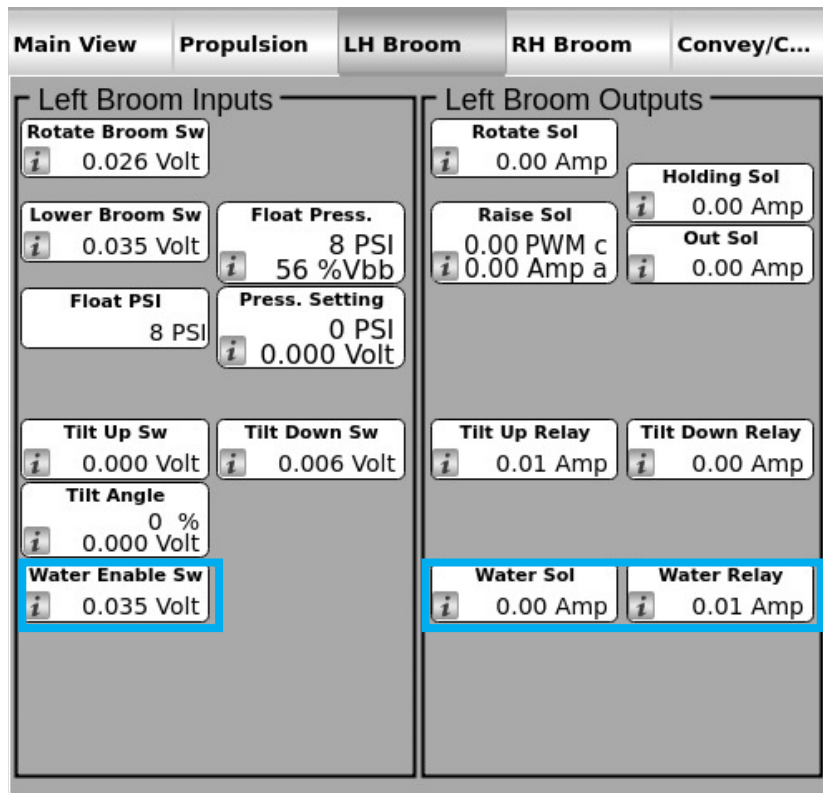 Main View
Propulsion
LH Broom
RH Broom
Convey/C...
Left Broom Inputs
Rotate Broom Sw
i 0.026 Volt
Lower Broom Sw
i 0.035 Volt
Float Press.
8 PSI
i 56 %Vbb
Float PSI
8 PSI
Press. Setting
0 PSI
i 0.000 Volt
Tilt Up Sw
i 0.000 Volt
Tilt Down Sw
i 0.006 Volt
Tilt Angle
0 %
i 0.000 Volt
Water Enable Sw
i 0.035 Volt
Left Broom Outputs
Rotate Sol
i 0.00 Amp
Holding Sol
i 0.00 Amp
Raise Sol
0.00 PWM c
i 0.00 Amp a
Out Sol
i 0.00 Amp
Tilt Up Relay
i 0.01 Amp
Tilt Down Relay
i 0.00 Amp
Water Sol
i 0.00 Amp
Water Relay
i 0.01 Amp